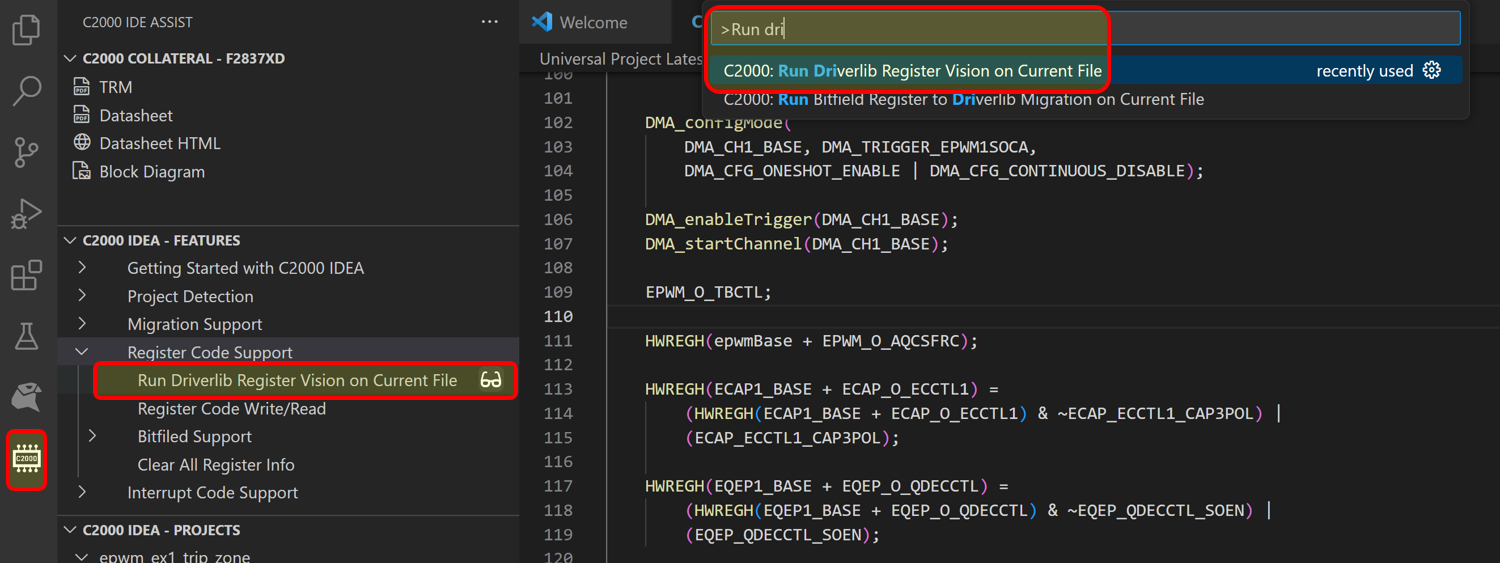 C2000 IDE ASSIST
...
C2000 COLLATERAL - F2837XD
TRM
Datasheet
Datasheet HTML
Block Diagram
C2000 IDEA - FEATURES
Getting Started with C2000 IDEA
Project Detection
Migration Support
Register Code Support
Run Driverlib Register Vision on Current File
Register Code Write/Read
Bitfiled Support
Clear All Register Info
Interrupt Code Support
C2000 IDEA - PROJECTS
epwm_ex1_trip_zone
C2000
Welcome
C
Universal Project Lates
>Run dri
C2000: Run Driverlib Register Vision on Current File recently used
C2000: Run Bitfield Register to Driverlib Migration on Current File
100
101
102 DMA_configMode(
103 DMA_CH1_BASE, DMA_TRIGGER_EPWM1SOCA,
104 DMA_CFG_ONESHOT_ENABLE | DMA_CFG_CONTINUOUS_DISABLE);
105
106 DMA_enableTrigger(DMA_CH1_BASE);
107 DMA_startChannel(DMA_CH1_BASE);
108
109 EPWM_O_TBCTL;
110
111 HWREGH(epwmBase + EPWM_O_AQCSFRC);
112
113 HWREGH(ECAP1_BASE + ECAP_O_ECCTL1) =
114 (HWREGH(ECAP1_BASE + ECAP_O_ECCTL1) & ~ECAP_ECCTL1_CAP3POL) |
115 (ECAP_ECCTL1_CAP3POL);
116
117 HWREGH(EQEP1_BASE + EQEP_O_QDECCTL) =
118 (HWREGH(EQEP1_BASE + EQEP_O_QDECCTL) & ~EQEP_QDECCTL_SOEN) |
119 (EQEP_QDECCTL_SOEN);
120